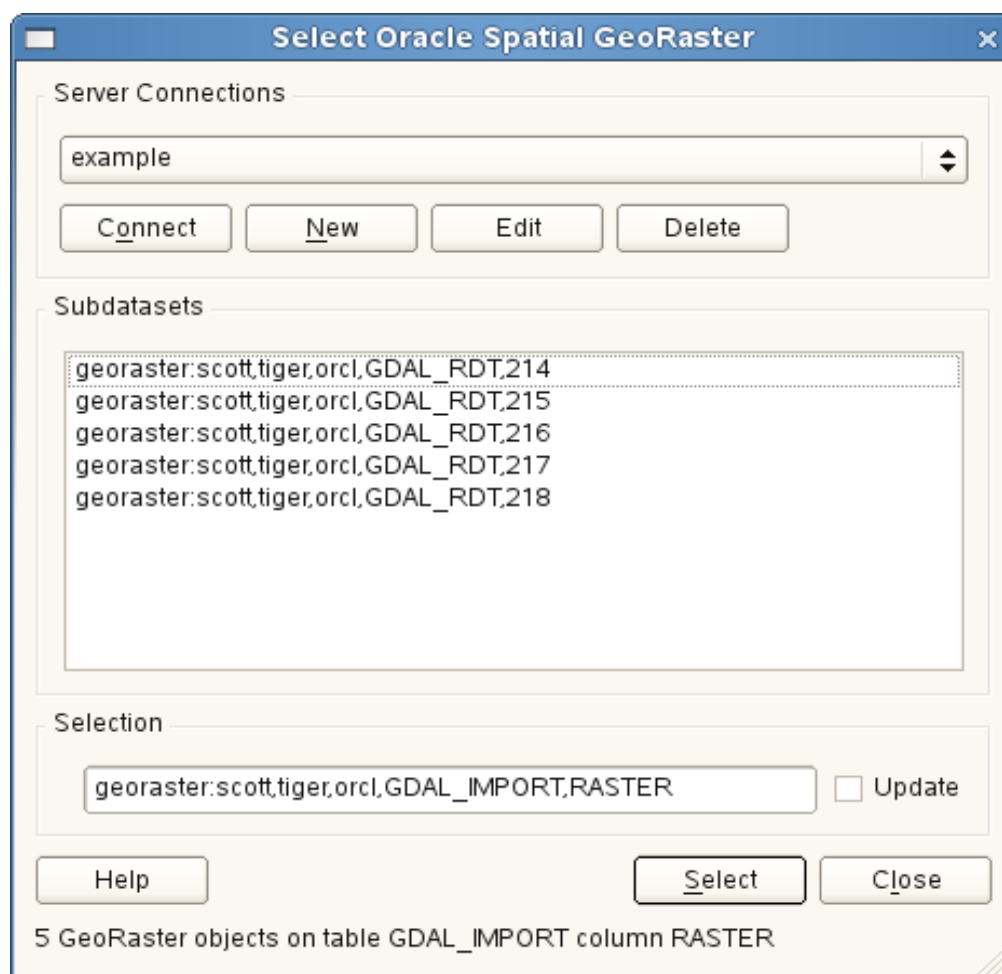 Select Oracle Spatial GeoRaster
Server Connections
example
Connect New Edit Delete
Subdatasets
georaster:scott,tiger,orcl,GDAL_RDT,214
georaster:scott,tiger,orcl,GDAL_RDT,215
georaster:scott,tiger,orcl,GDAL_RDT,216
georaster:scott,tiger,orcl,GDAL_RDT,217
georaster:scott,tiger,orcl,GDAL_RDT,218
Selection
georaster:scott,tiger,orcl,GDAL_IMPORT,RASTER Update
Help Select Close
5 GeoRaster objects on table GDAL_IMPORT column RASTER